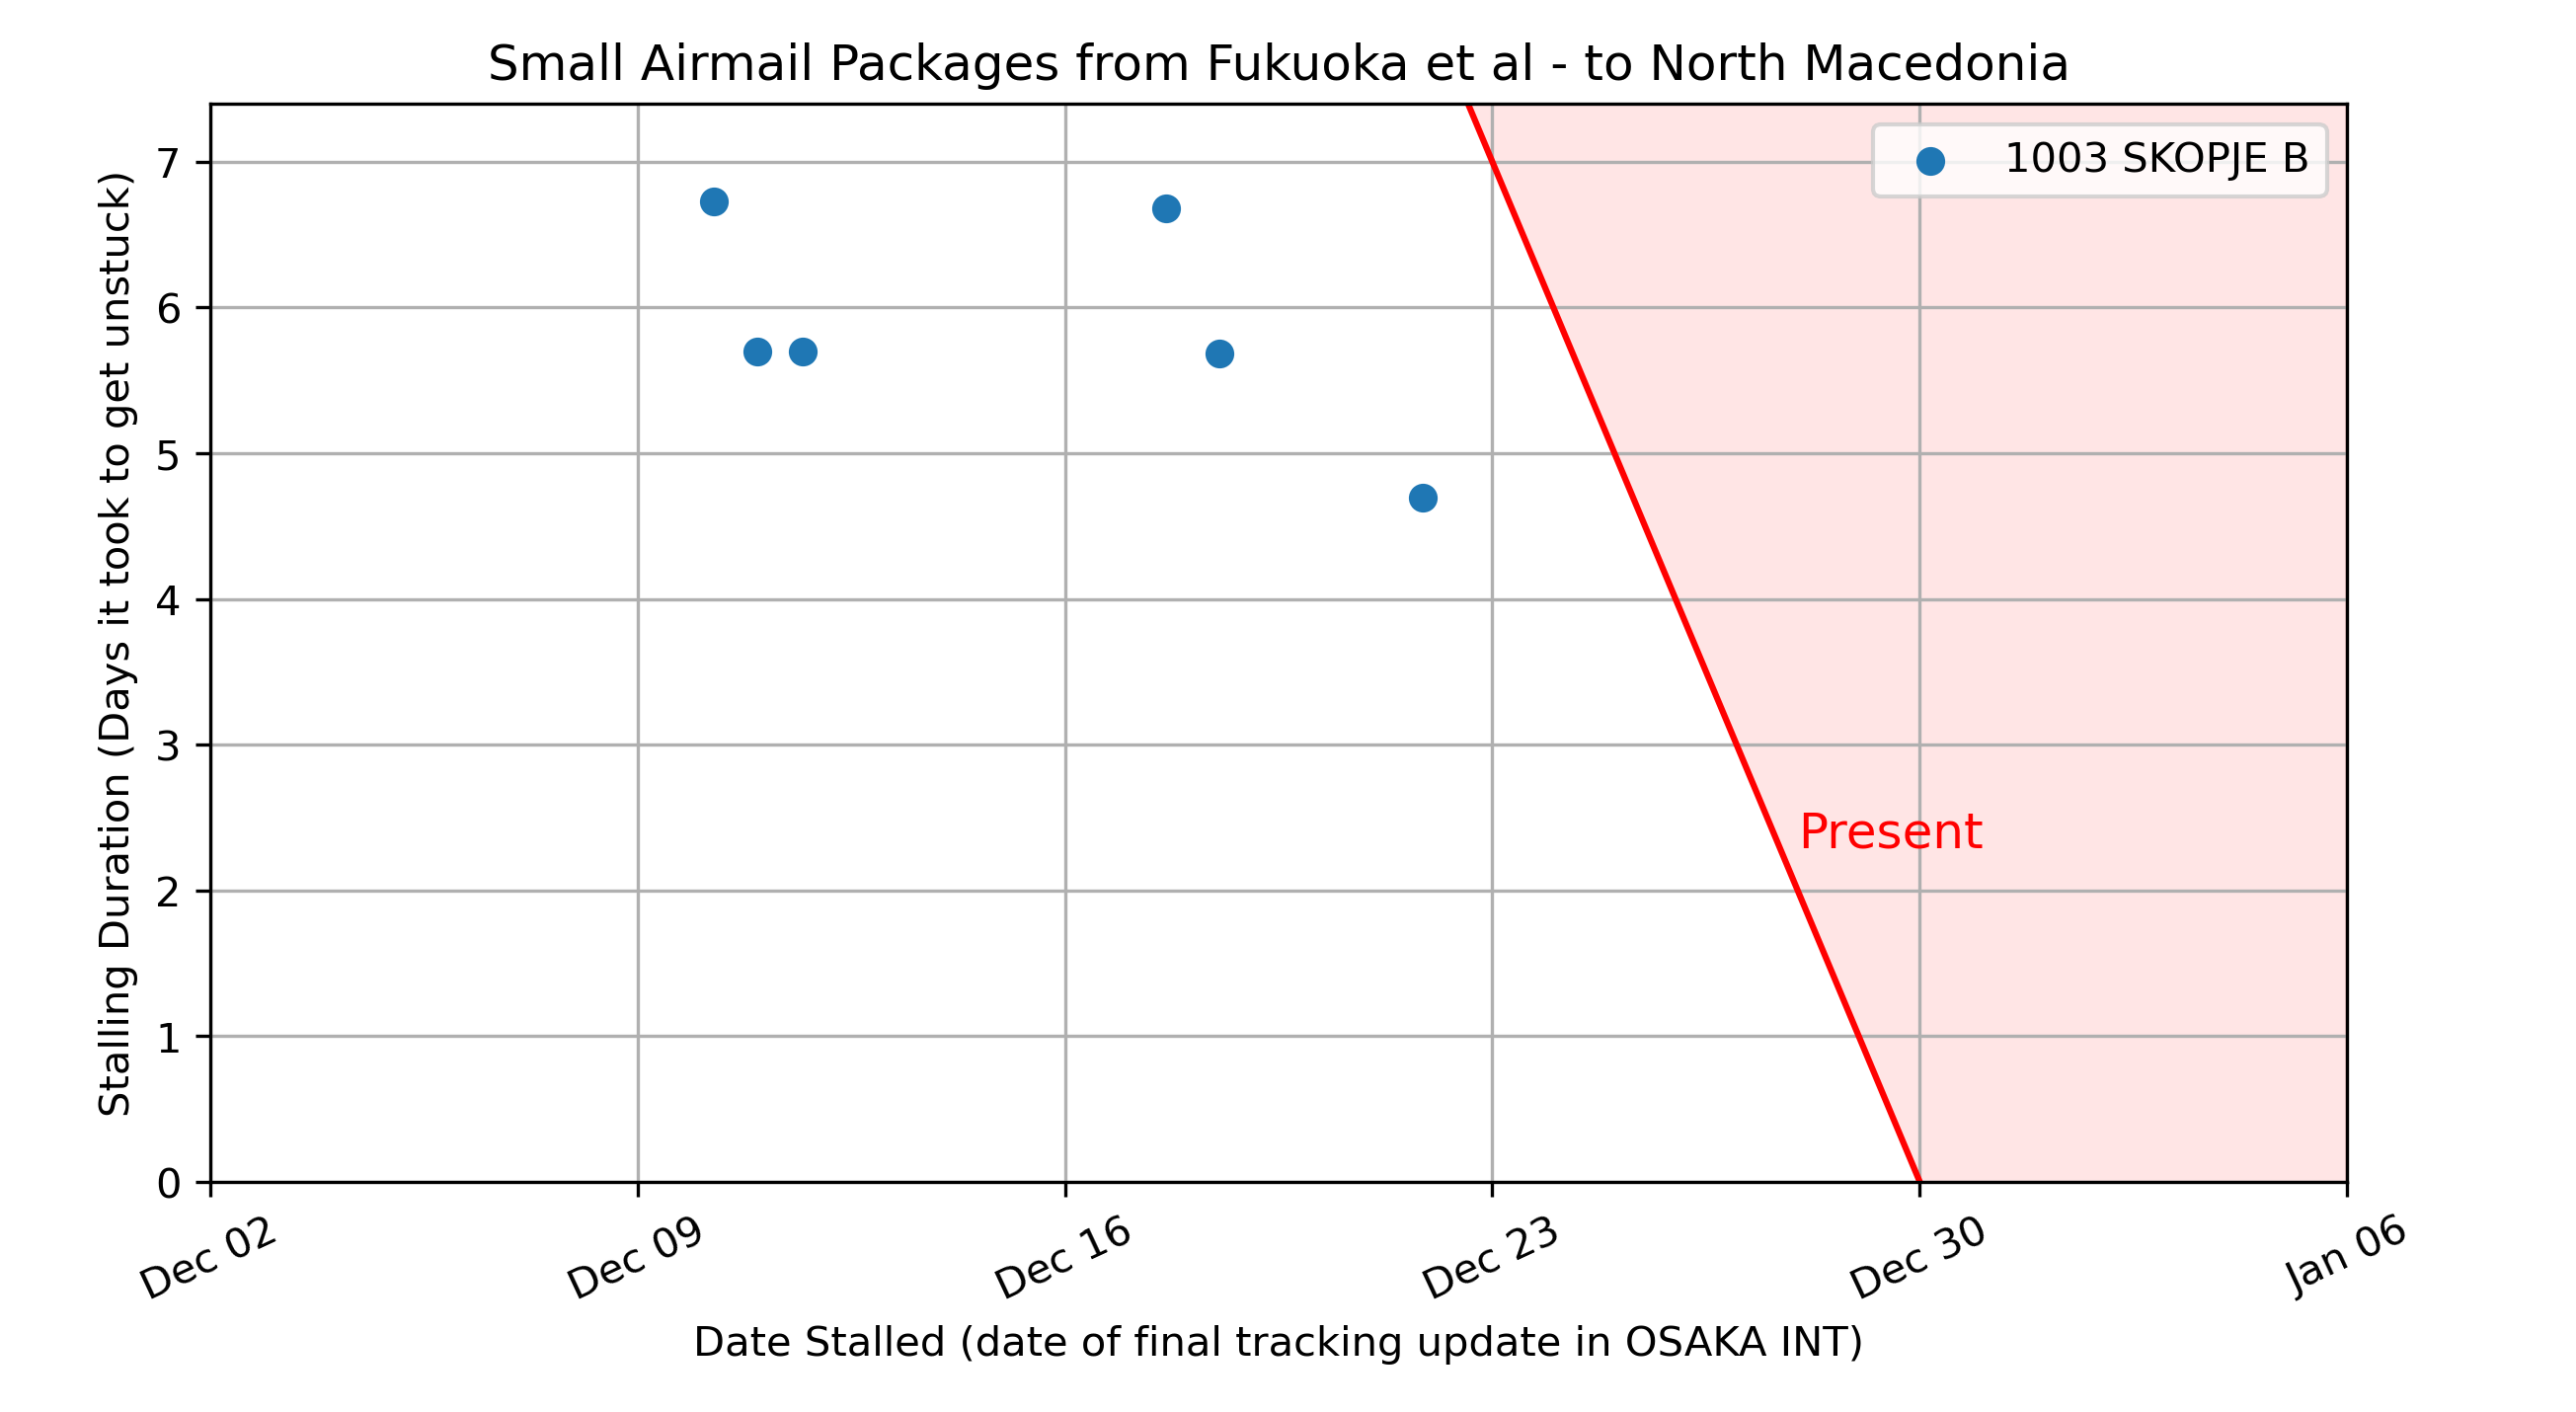 Small Airmail Packages from Fukuoka et al - to North Macedonia
1003 SKOPJE B
Stalling Duration (Days it took to get unstuck)
7
6
5
4
3
2
1
0
Present
Dec 02
Dec 09
Dec 16
Dec 23
Dec 30
Jan 06
Date Stalled (date of final tracking update in OSAKA INT)